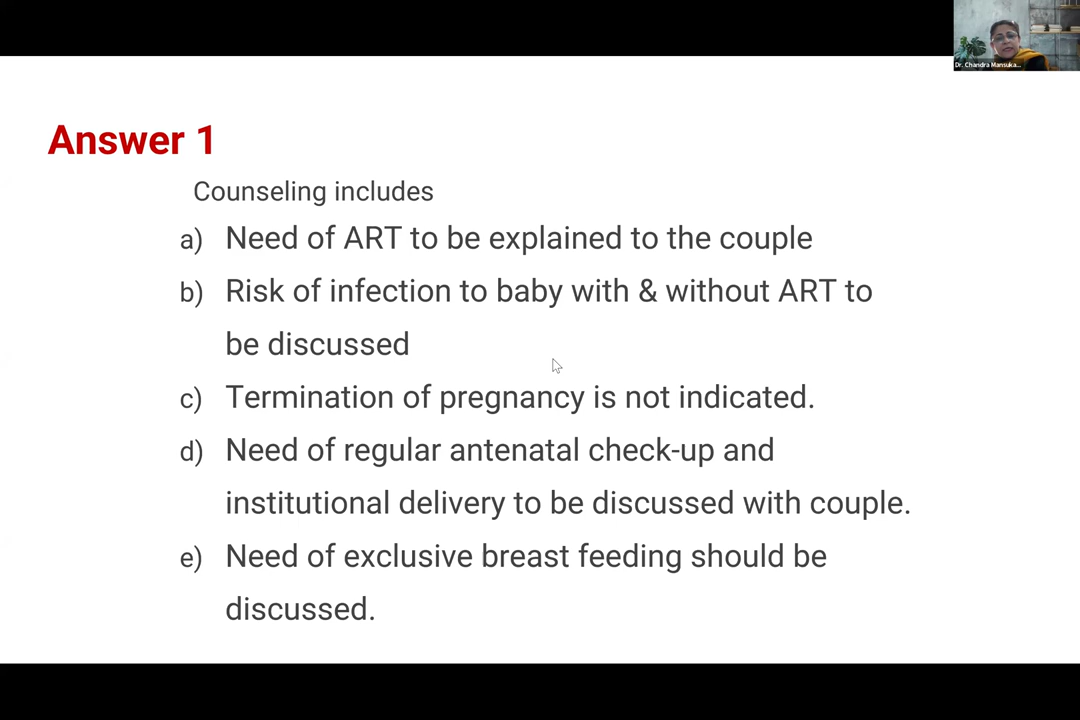 Dr. Chandra Mansuka...
Answer 1
Counseling includes
a) Need of ART to be explained to the couple
b) Risk of infection to baby with & without ART to
be discussed
c) Termination of pregnancy is not indicated.
d) Need of regular antenatal check-up and
institutional delivery to be discussed with couple.
e) Need of exclusive breast feeding should be
discussed.